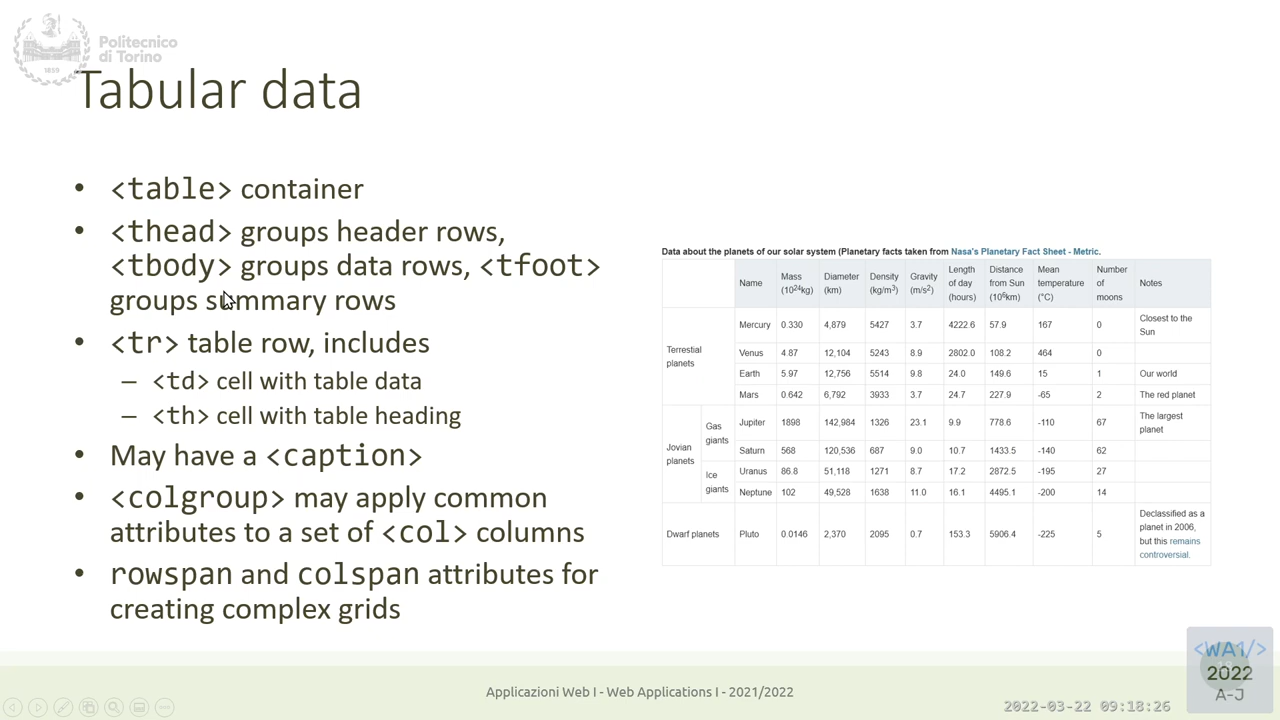 Politecnico
di Torino
1859
Tabular data
• <table> container
• <thead> groups header rows,
<tbody> groups data rows, <tfoot>
groups summary rows
• <tr> table row, includes
– <td> cell with table data
– <th> cell with table heading
• May have a <caption>
• <colgroup> may apply common
attributes to a set of <col> columns
• rowspan and colspan attributes for
creating complex grids
Data about the planets of our solar system (Planetary facts taken from Nasa's Planetary Fact Sheet - Metric.
Name Mass (10²⁴kg) Diameter (km) Density (kg/m³) Gravity (m/s²) Length of day (hours) Distance from Sun (10⁶km) Mean temperature (°C) Number of moons Notes
Terrestial planets Mercury 0.330 4,879 5427 3.7 4222.6 57.9 167 0 Closest to the Sun
Venus 4.87 12,104 5243 8.9 2802.0 108.2 464 0
Earth 5.97 12,756 5514 9.8 24.0 149.6 15 1 Our world
Mars 0.642 6,792 3933 3.7 24.7 227.9 -65 2 The red planet
Jovian planets Gas giants Jupiter 1898 142,984 1326 23.1 9.9 778.6 -110 67 The largest planet
Saturn 568 120,536 687 9.0 10.7 1433.5 -140 62
Ice giants Uranus 86.8 51,118 1271 8.7 17.2 2872.5 -195 27
Neptune 102 49,528 1638 11.0 16.1 4495.1 -200 14
Dwarf planets Pluto 0.0146 2,370 2095 0.7 153.3 5906.4 -225 5 Declassified as a planet in 2006, but this remains controversial.
Applicazioni Web I - Web Applications I - 2021/2022
<WA1/>
2022
A-J
2022-03-22 09:18:26